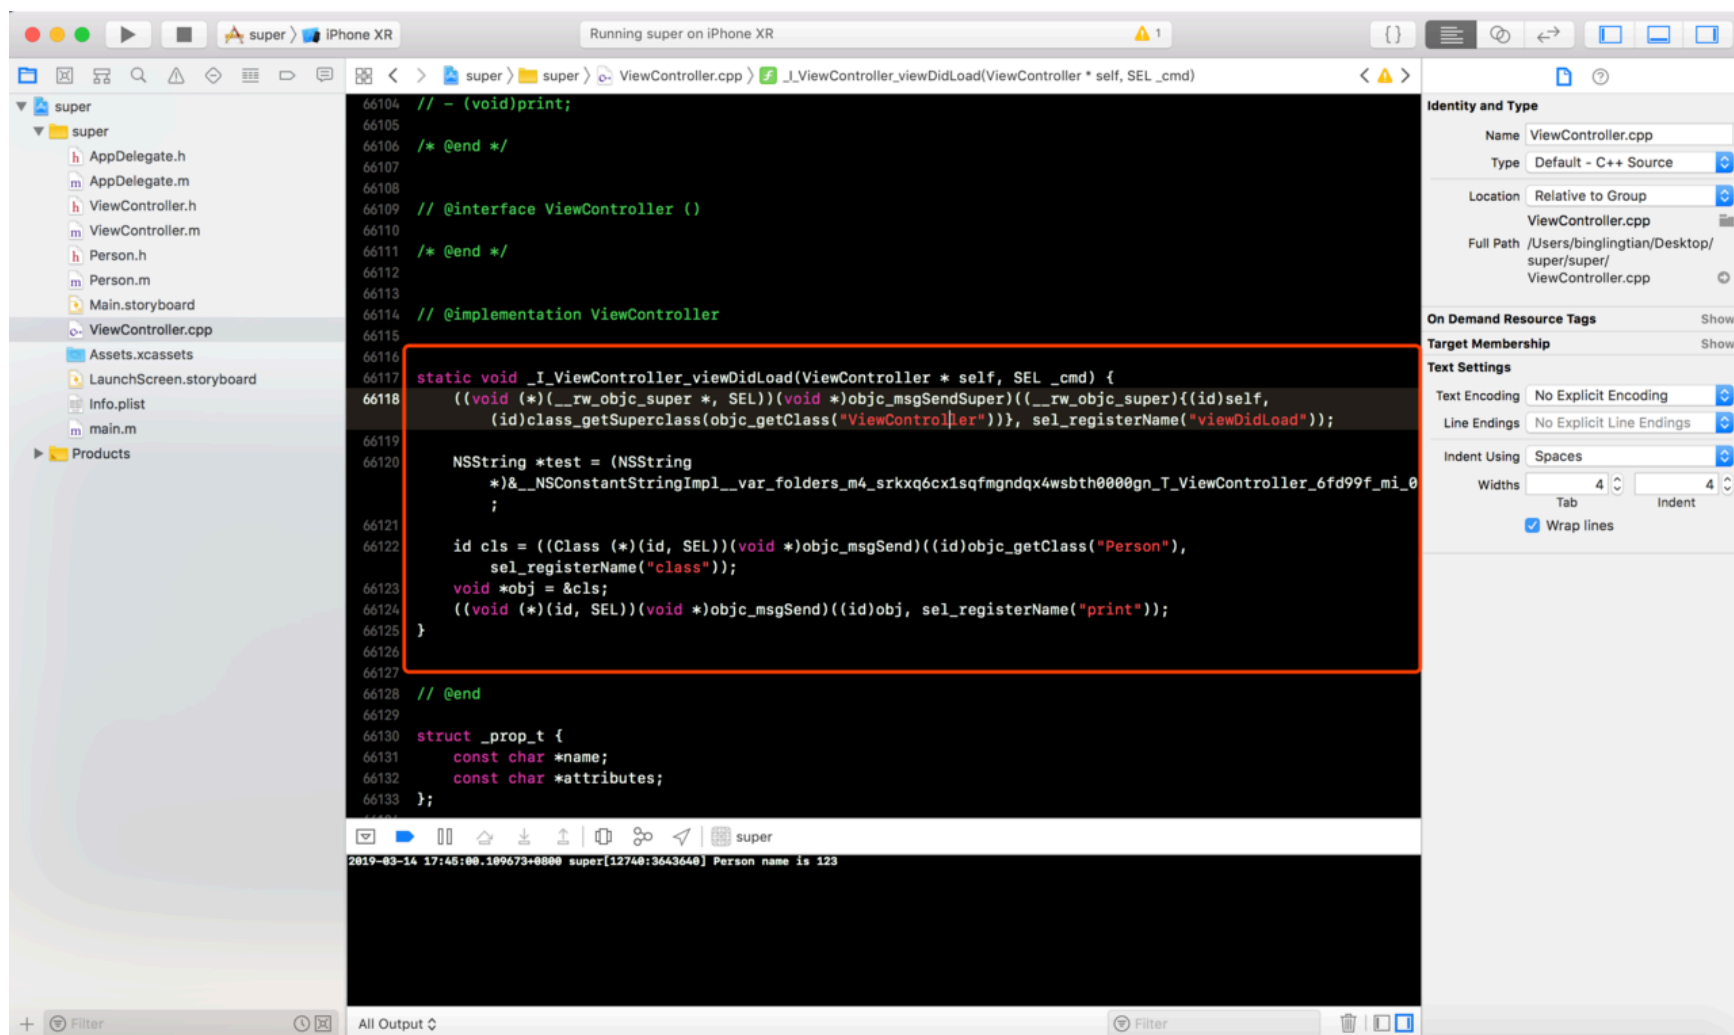 super 〉 iPhone XR
Running super on iPhone XR
1
{ }
super 〉 super 〉 ViewController.cpp 〉 _I_ViewController_viewDidLoad(ViewController * self, SEL _cmd)
super
super
AppDelegate.h
AppDelegate.m
ViewController.h
ViewController.m
Person.h
Person.m
Main.storyboard
ViewController.cpp
Assets.xcassets
LaunchScreen.storyboard
Info.plist
main.m
Products
Filter
66104 // - (void)print;
66105
66106 /* @end */
66107
66108
66109 // @interface ViewController ()
66110
66111 /* @end */
66112
66113
66114 // @implementation ViewController
66115
66116
66117 static void _I_ViewController_viewDidLoad(ViewController * self, SEL _cmd) {
66118 ((void (*)(__rw_objc_super *, SEL))(void *)objc_msgSendSuper)((__rw_objc_super){(id)self,
(id)class_getSuperclass(objc_getClass("ViewController"))}, sel_registerName("viewDidLoad"));
66119
66120 NSString *test = (NSString
*)&__NSConstantStringImpl__var_folders_m4_srkxq6cx1sqfmgndqx4wsbth0000gn_T_ViewController_6fd99f_mi_0
;
66121
66122 id cls = ((Class (*)(id, SEL))(void *)objc_msgSend)((id)objc_getClass("Person"),
sel_registerName("class"));
66123 void *obj = &cls;
66124 ((void (*)(id, SEL))(void *)objc_msgSend)((id)obj, sel_registerName("print"));
66125 }
66126
66127
66128 // @end
66129
66130 struct _prop_t {
66131 const char *name;
66132 const char *attributes;
66133 };
super
2019-03-14 17:45:00.109673+0800 super[12740:3643640] Person name is 123
All Output
Filter
Identity and Type
Name ViewController.cpp
Type Default - C++ Source
Location Relative to Group
ViewController.cpp
Full Path /Users/binglingtian/Desktop/
super/super/
ViewController.cpp
On Demand Resource Tags Show
Target Membership Show
Text Settings
Text Encoding No Explicit Encoding
Line Endings No Explicit Line Endings
Indent Using Spaces
Widths 4 4
Tab Indent
Wrap lines